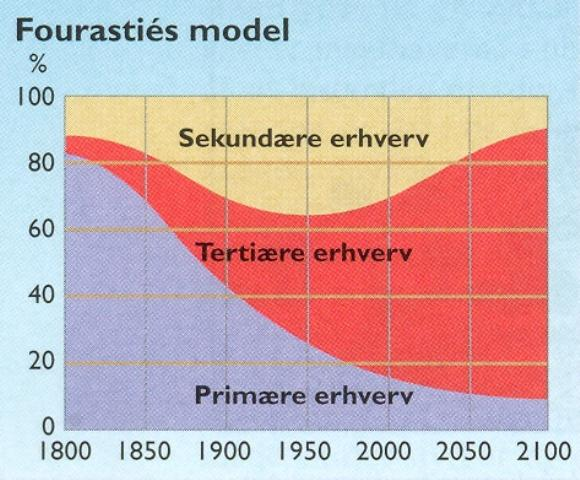 Fourastiés model
%
100
Sekundære erhverv
80
60
Tertiære erhverv
40
20
Primære erhverv
0
1800 1850 1900 1950 2000 2050 2100